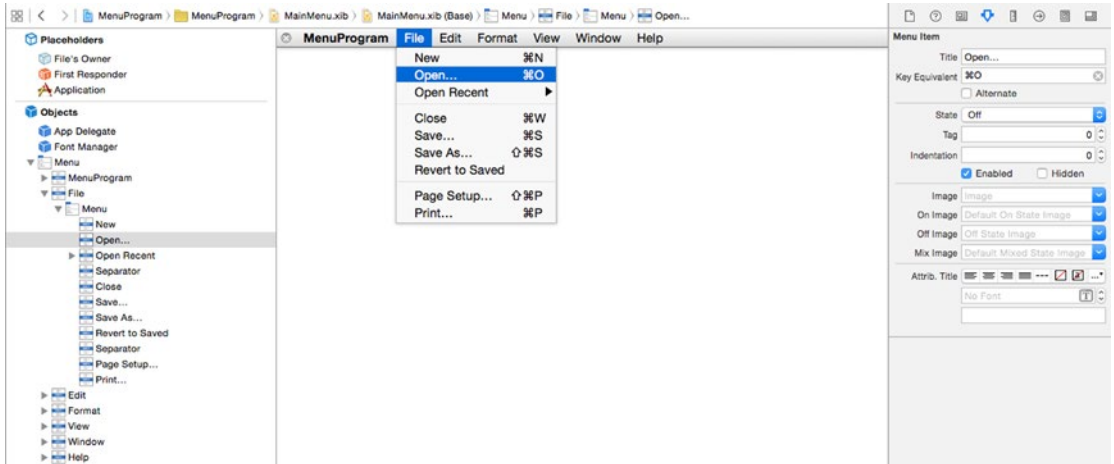 MenuProgram MenuProgram MainMenu.xib MainMenu.xib (Base) Menu File Menu Open...
Placeholders
File's Owner
First Responder
Application
Objects
App Delegate
Font Manager
Menu
MenuProgram
File
Menu
New
Open...
Open Recent
Separator
Close
Save...
Save As...
Revert to Saved
Separator
Page Setup...
Print...
Edit
Format
View
Window
Help
MenuProgram File Edit Format View Window Help
New ⌘N
Open... ⌘O
Open Recent
Close ⌘W
Save... ⌘S
Save As... ⇧⌘S
Revert to Saved
Page Setup... ⇧⌘P
Print... ⌘P
Menu Item
Title Open...
Key Equivalent ⌘O
Alternate
State Off
Tag 0
Indentation 0
Enabled Hidden
Image Image
On Image Default On State Image
Off Image Off State Image
Mix Image Default Mixed State Image
Attrib. Title
No Font